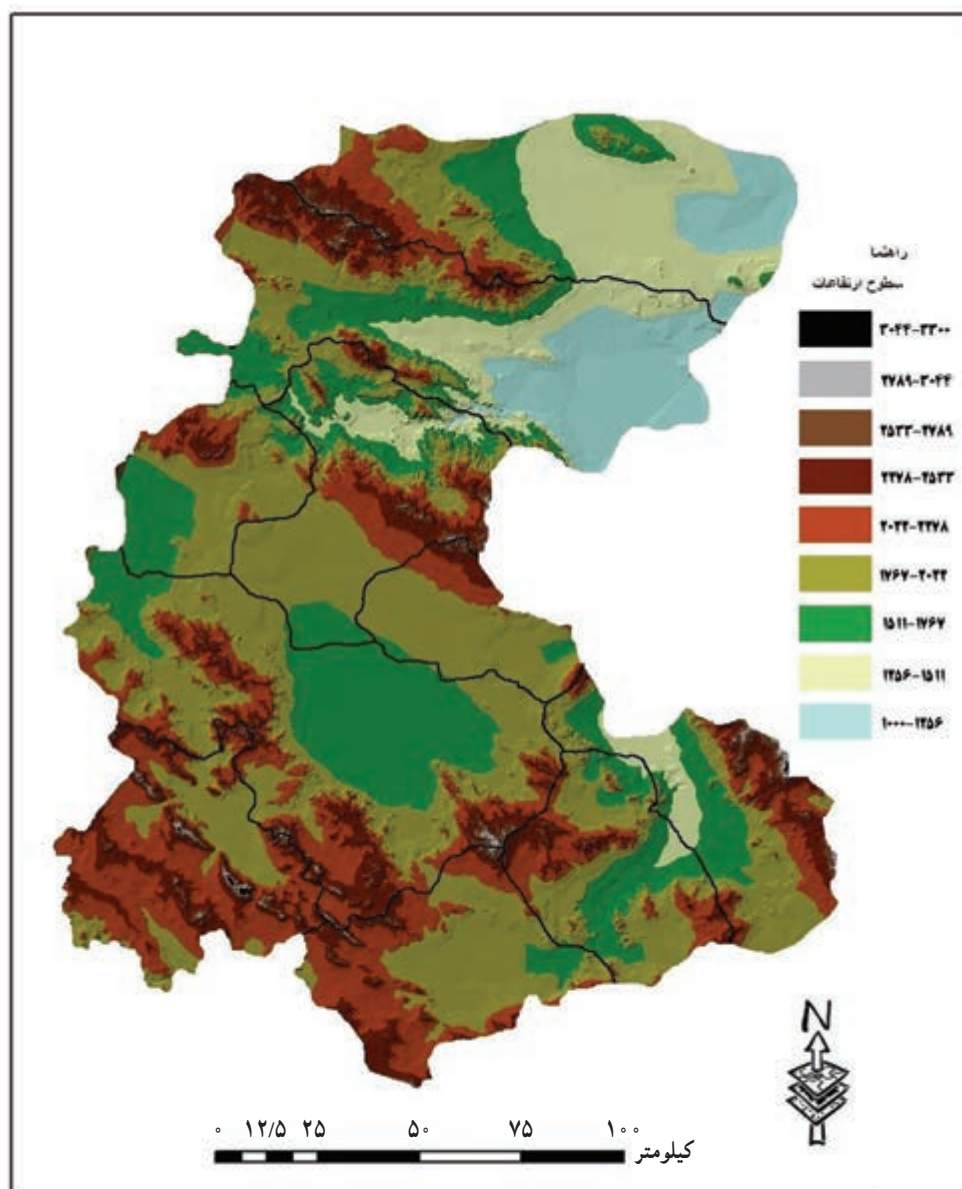 راهنما
سطوح ارتفاعات
۳۰۴۴-۳۳۰۰
۲۷۸۹-۳۰۴۴
۲۵۳۳-۲۷۸۹
۲۲۷۸-۲۵۳۳
۲۰۲۲-۲۲۷۸
۱۷۶۷-۲۰۲۲
۱۵۱۱-۱۷۶۷
۱۲۵۶-۱۵۱۱
۱۰۰۰-۱۲۵۶
N
۰ ۱۲/۵ ۲۵ ۵۰ ۷۵ ۱۰۰
کیلومتر